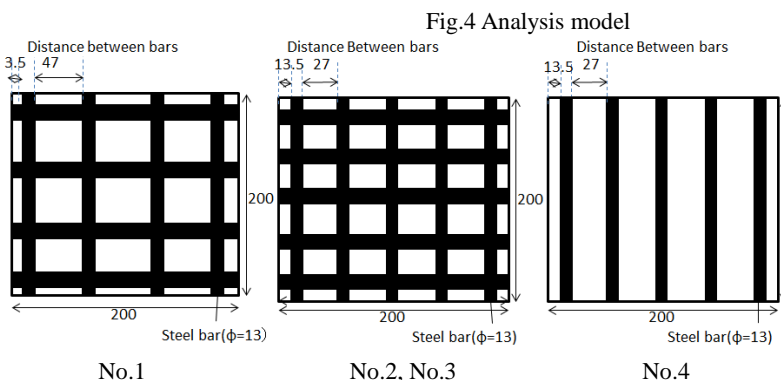 Fig.4 Analysis model
Distance between bars
3.5 47
Distance Between bars
13.5 27
Distance Between bars
13.5 27
200
200
200
200
200
Steel bar(ϕ=13)
Steel bar(ϕ=13)
Steel bar(ϕ=13)
No.1
No.2, No.3
No.4